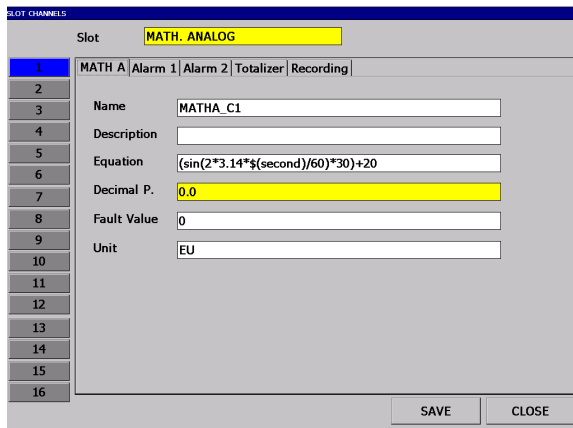 SLOT CHANNELS
Slot MATH. ANALOG
1
2
3
4
5
6
7
8
9
10
11
12
13
14
15
16
MATH A Alarm 1 Alarm 2 Totalizer Recording
Name MATHA_C1
Description
Equation (sin(2*3.14*$(second)/60)*30)+20
Decimal P. 0.0
Fault Value 0
Unit EU
SAVE CLOSE